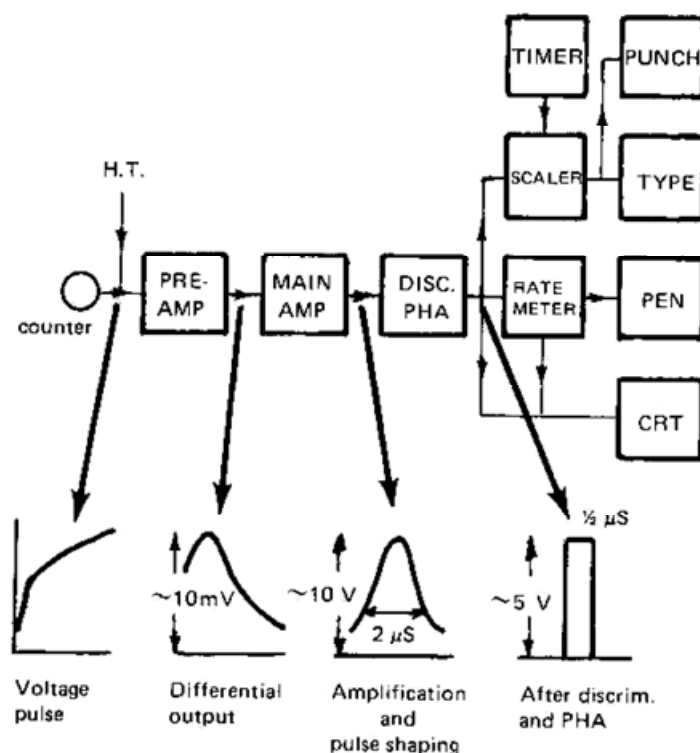 TIMER
PUNCH
H.T.
SCALER
TYPE
counter
PRE-
AMP
MAIN
AMP
DISC.
PHA
RATE
METER
PEN
CRT
½ µS
~10mV
~10 V
2 µS
~5 V
Voltage
pulse
Differential
output
Amplification
and
pulse shaping
After discrim.
and PHA